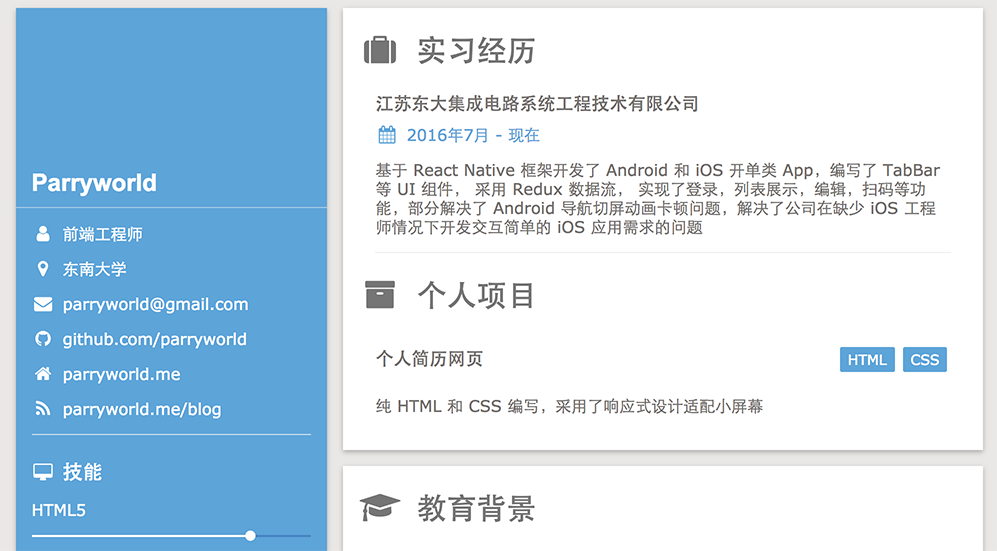 Parryworld
前端工程师
东南大学
parryworld@gmail.com
github.com/parryworld
parryworld.me
parryworld.me/blog
技能
HTML5
实习经历
江苏东大集成电路系统工程技术有限公司
2016年7月 - 现在
基于 React Native 框架开发了 Android 和 iOS 开单类 App，编写了 TabBar
等 UI 组件， 采用 Redux 数据流， 实现了登录，列表展示，编辑，扫码等功
能，部分解决了 Android 导航切屏动画卡顿问题，解决了公司在缺少 iOS 工程
师情况下开发交互简单的 iOS 应用需求的问题
个人项目
个人简历网页 HTML CSS
纯 HTML 和 CSS 编写，采用了响应式设计适配小屏幕
教育背景